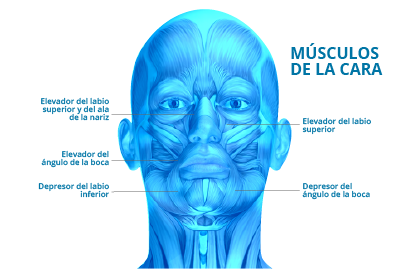 MÚSCULOS
DE LA CARA
Elevador del labio
superior y del ala
de la nariz
Elevador del labio
superior
Elevador del
ángulo de la boca
Depresor del labio
inferior
Depresor del
ángulo de la boca